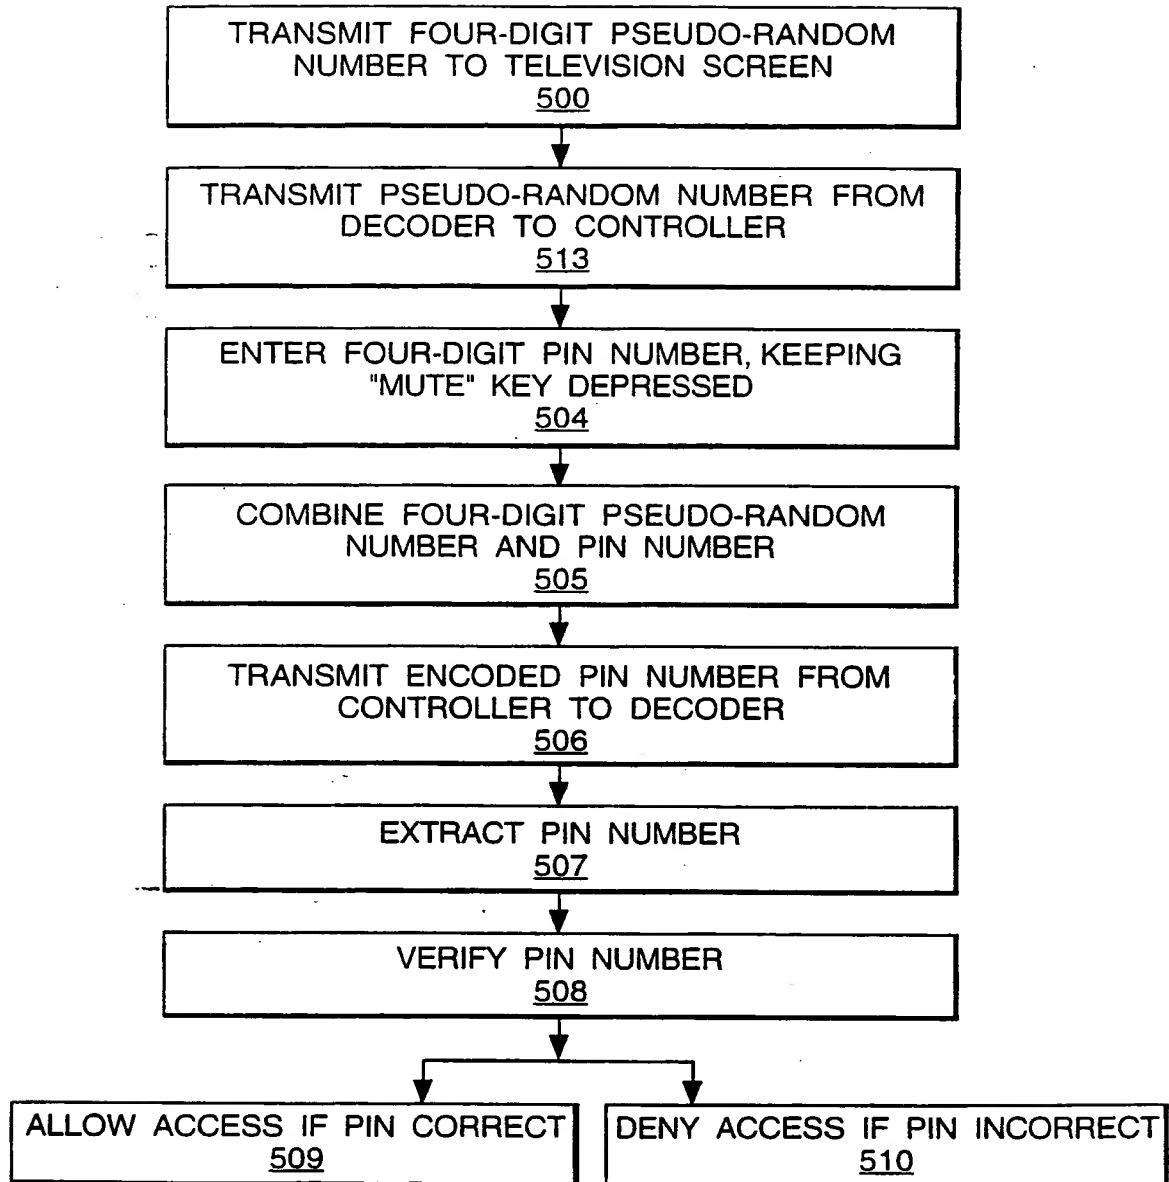 TRANSMIT FOUR-DIGIT PSEUDO-RANDOM
NUMBER TO TELEVISION SCREEN
500
TRANSMIT PSEUDO-RANDOM NUMBER FROM
DECODER TO CONTROLLER
513
ENTER FOUR-DIGIT PIN NUMBER, KEEPING
"MUTE" KEY DEPRESSED
504
COMBINE FOUR-DIGIT PSEUDO-RANDOM
NUMBER AND PIN NUMBER
505
TRANSMIT ENCODED PIN NUMBER FROM
CONTROLLER TO DECODER
506
EXTRACT PIN NUMBER
507
VERIFY PIN NUMBER
508
ALLOW ACCESS IF PIN CORRECT
509
DENY ACCESS IF PIN INCORRECT
510